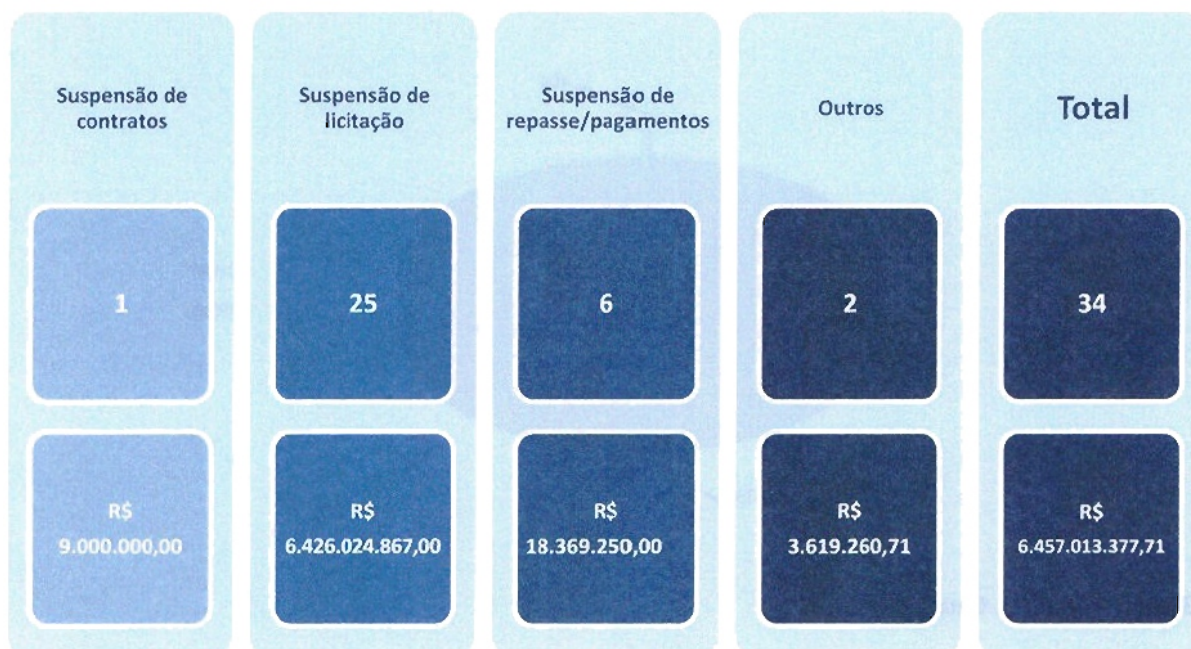 Suspensão de
contratos
1
R$
9.000.000,00
Suspensão de
licitação
25
R$
6.426.024.867,00
Suspensão de
repasse/pagamentos
6
R$
18.369.250,00
Outros
2
R$
3.619.260,71
Total
34
R$
6.457.013.377,71